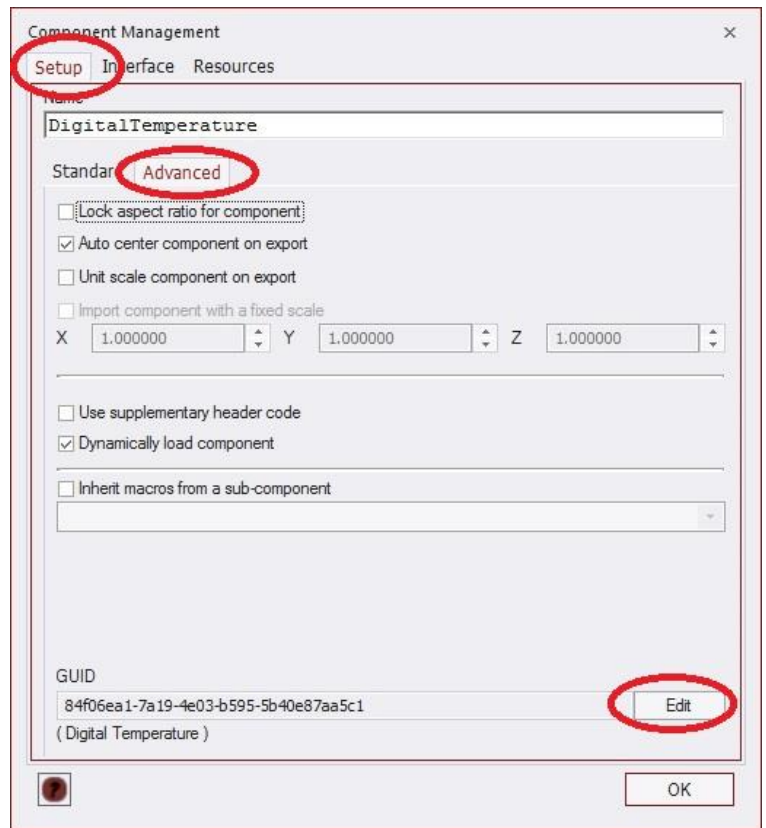 Component Management
Setup Interface Resources
Name
DigitalTemperature
Standard Advanced
Lock aspect ratio for component
Auto center component on export
Unit scale component on export
Import component with a fixed scale
X 1.000000 Y 1.000000 Z 1.000000
Use supplementary header code
Dynamically load component
Inherit macros from a sub-component
GUID
84f06ea1-7a19-4e03-b595-5b40e87aa5c1 Edit
( Digital Temperature )
? OK